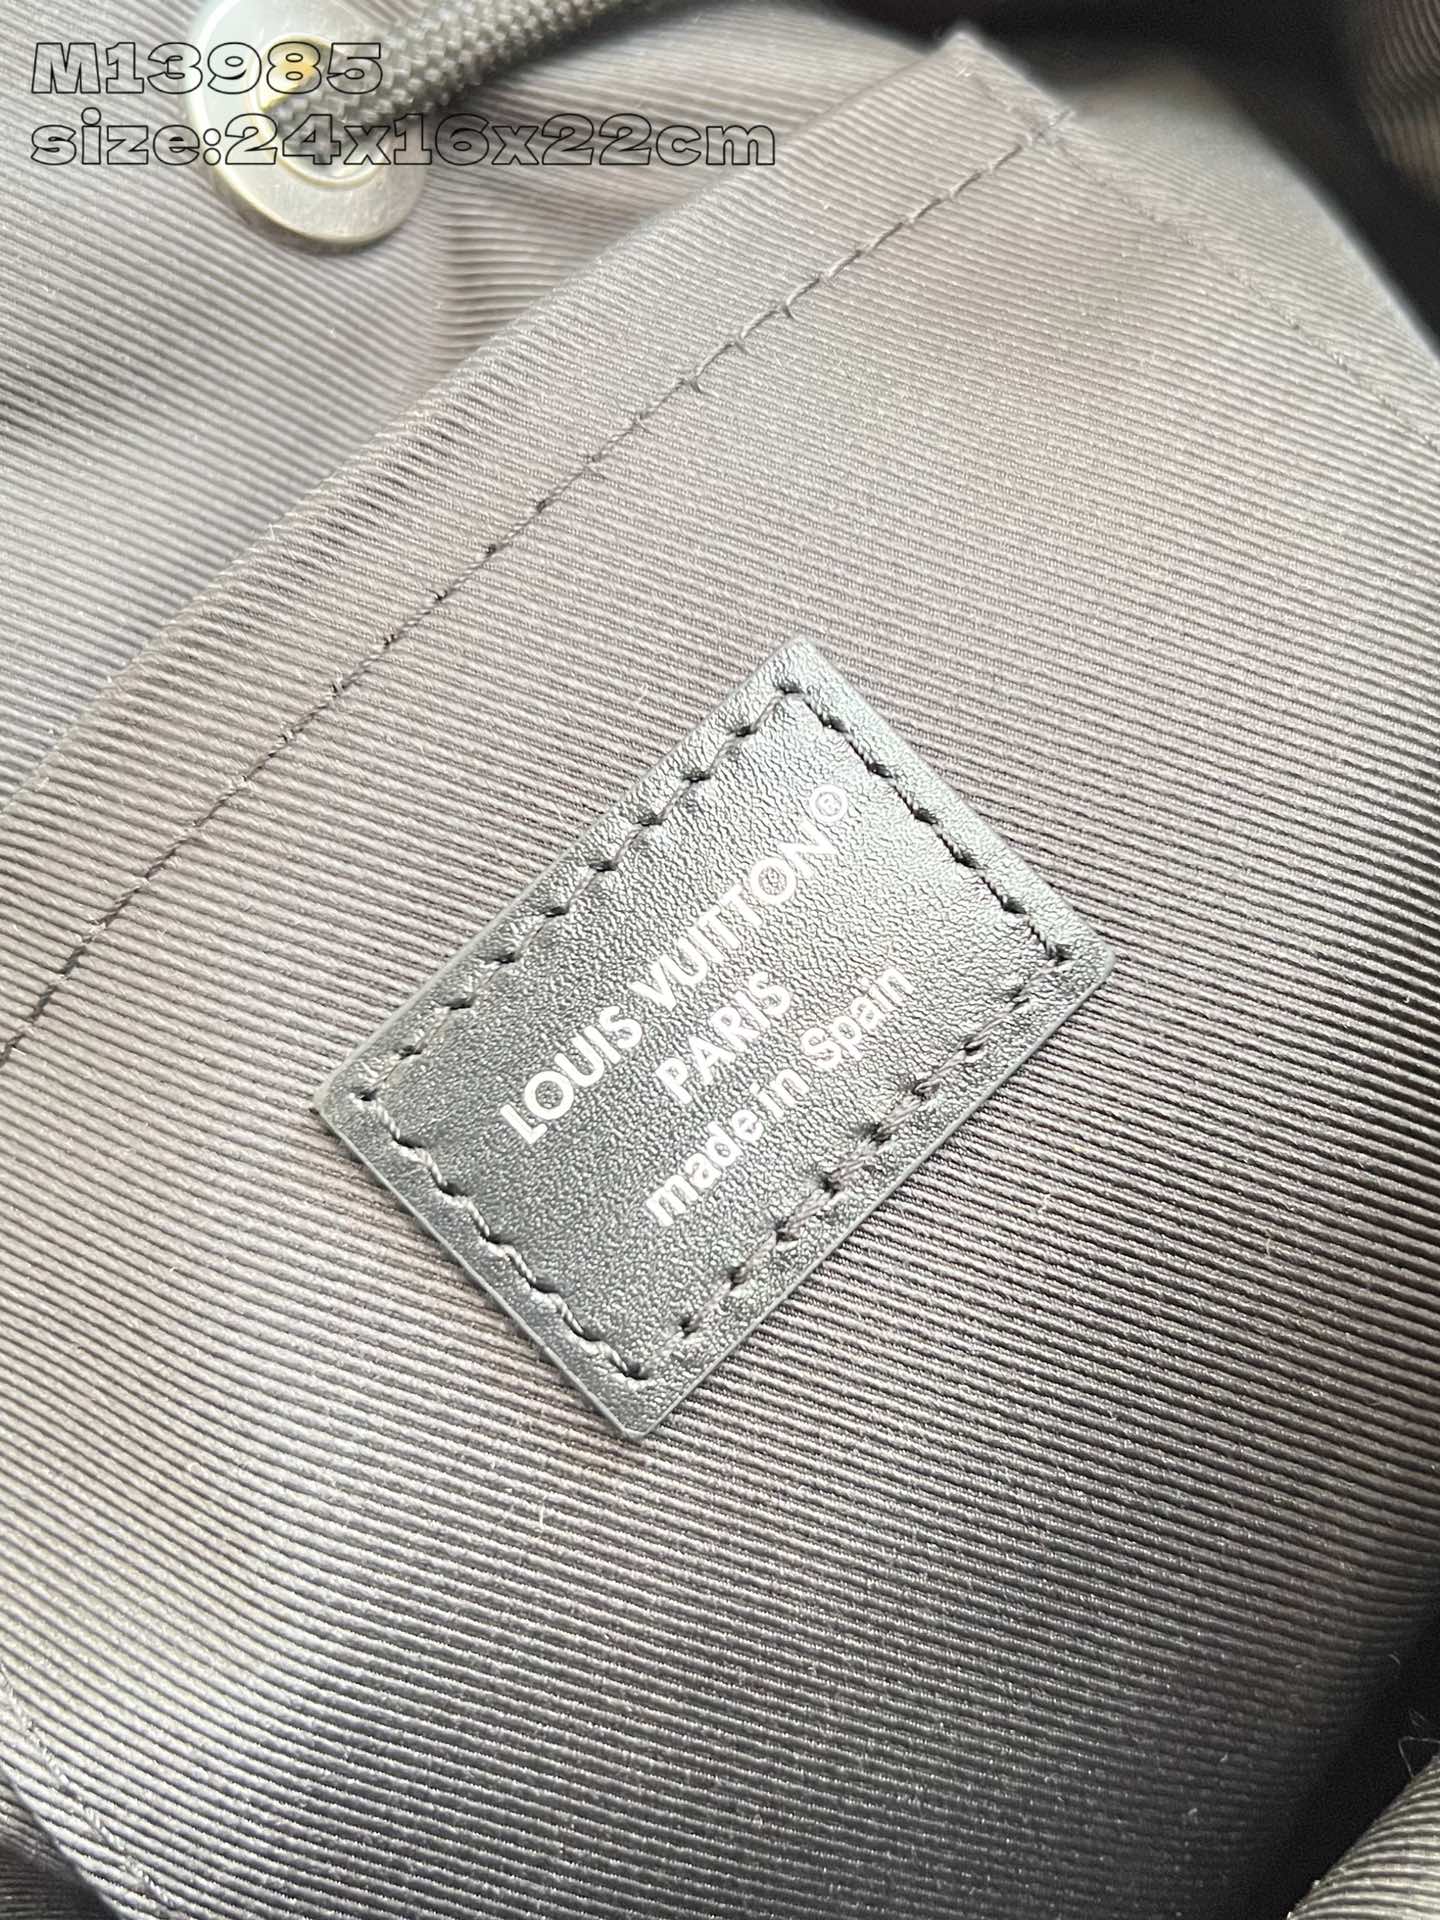 M13985
size:24x16x22cm
LOUIS VUITTON®
PARIS
made in Spain